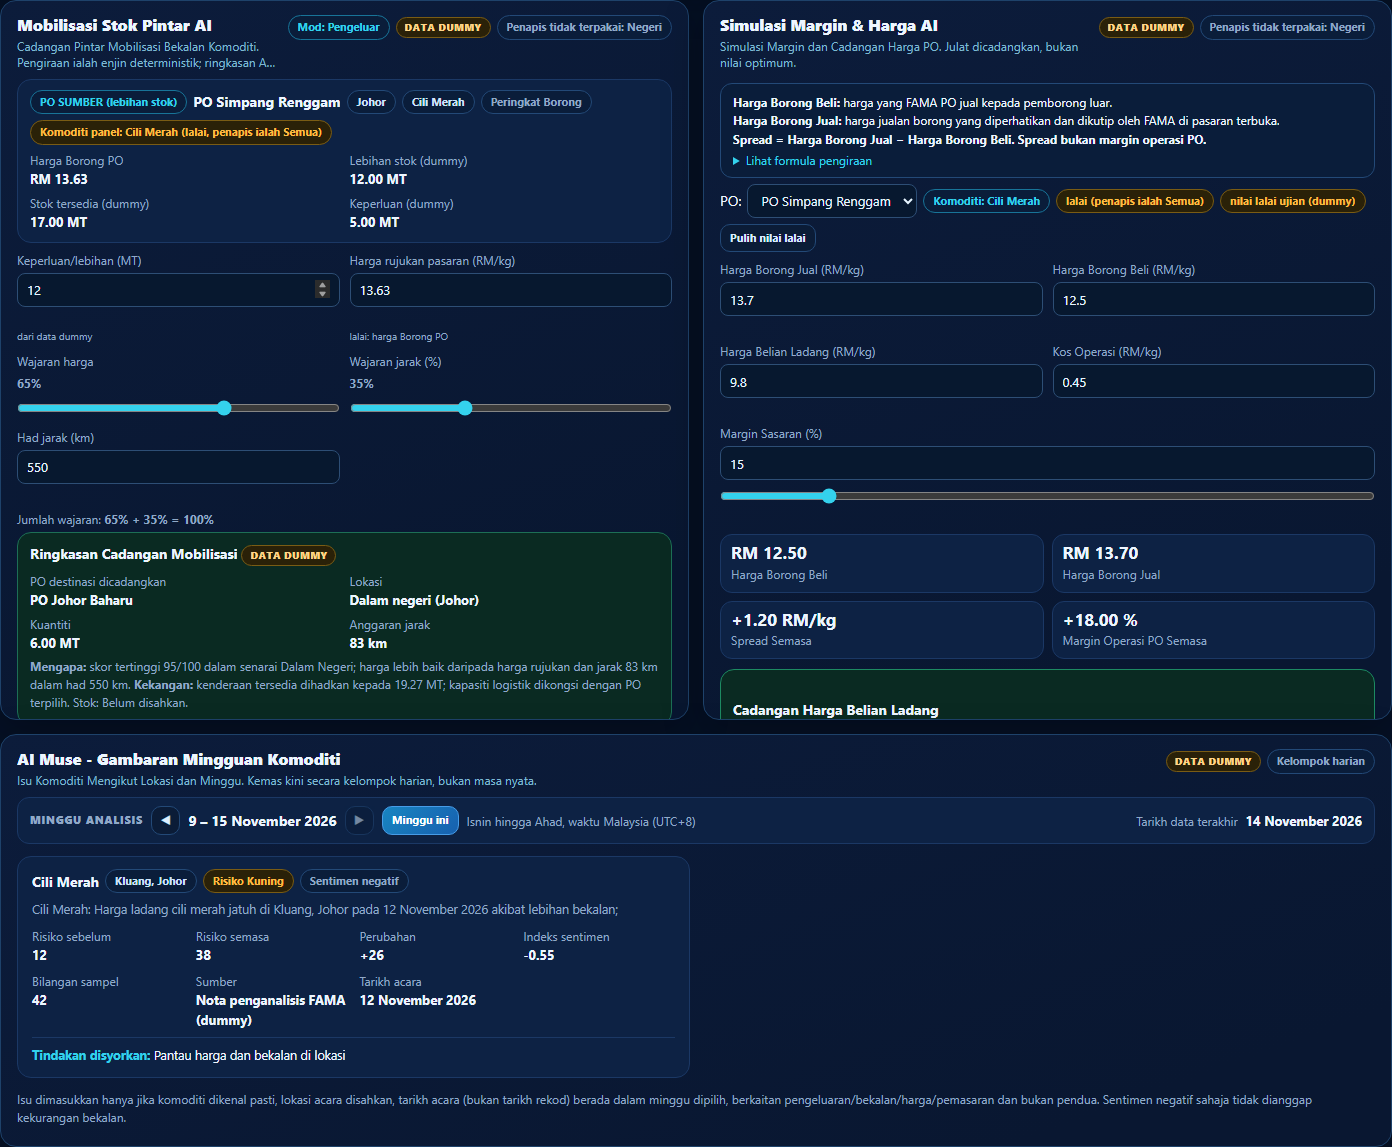 Mobilisasi Stok Pintar AI
Mod: Pengeluar
DATA DUMMY
Penapis tidak terpakai: Negeri
Cadangan Pintar Mobilisasi Bekalan Komoditi.
Pengiraan ialah enjin deterministik; ringkasan A...
PO SUMBER (lebihan stok)
PO Simpang Renggam
Johor
Cili Merah
Peringkat Borong
Komoditi panel: Cili Merah (lalai, penapis ialah Semua)
Harga Borong PO
RM 13.63
Lebihan stok (dummy)
12.00 MT
Stok tersedia (dummy)
17.00 MT
Keperluan (dummy)
5.00 MT
Keperluan/lebihan (MT)
12
dari data dummy
Harga rujukan pasaran (RM/kg)
13.63
lalai: harga Borong PO
Wajaran harga
65%
Wajaran jarak (%)
35%
Had jarak (km)
550
Jumlah wajaran: 65% + 35% = 100%
Ringkasan Cadangan Mobilisasi
DATA DUMMY
PO destinasi dicadangkan
PO Johor Baharu
Lokasi
Dalam negeri (Johor)
Kuantiti
6.00 MT
Anggaran jarak
83 km
Mengapa: skor tertinggi 95/100 dalam senarai Dalam Negeri; harga lebih baik daripada harga rujukan dan jarak 83 km
dalam had 550 km. Kekangan: kenderaan tersedia dihadkan kepada 19.27 MT; kapasiti logistik dikongsi dengan PO
terpilih. Stok: Belum disahkan.
Simulasi Margin & Harga AI
DATA DUMMY
Penapis tidak terpakai: Negeri
Simulasi Margin dan Cadangan Harga PO. Julat dicadangkan, bukan
nilai optimum.
Harga Borong Beli: harga yang FAMA PO jual kepada pemborong luar.
Harga Borong Jual: harga jualan borong yang diperhatikan dan dikutip oleh FAMA di pasaran terbuka.
Spread = Harga Borong Jual − Harga Borong Beli. Spread bukan margin operasi PO.
▶ Lihat formula pengiraan
PO:
PO Simpang Renggam
Komoditi: Cili Merah
lalai (penapis ialah Semua)
nilai lalai ujian (dummy)
Pulih nilai lalai
Harga Borong Jual (RM/kg)
13.7
Harga Borong Beli (RM/kg)
12.5
Harga Belian Ladang (RM/kg)
9.8
Kos Operasi (RM/kg)
0.45
Margin Sasaran (%)
15
RM 12.50
Harga Borong Beli
RM 13.70
Harga Borong Jual
+1.20 RM/kg
Spread Semasa
+18.00 %
Margin Operasi PO Semasa
Cadangan Harga Belian Ladang
AI Muse - Gambaran Mingguan Komoditi
DATA DUMMY
Kelompok harian
Isu Komoditi Mengikut Lokasi dan Minggu. Kemas kini secara kelompok harian, bukan masa nyata.
MINGGU ANALISIS
◀
9 – 15 November 2026
▶
Minggu ini
Isnin hingga Ahad, waktu Malaysia (UTC+8)
Tarikh data terakhir 14 November 2026
Cili Merah
Kluang, Johor
Risiko Kuning
Sentimen negatif
Cili Merah: Harga ladang cili merah jatuh di Kluang, Johor pada 12 November 2026 akibat lebihan bekalan;
Risiko sebelum
12
Risiko semasa
38
Perubahan
+26
Indeks sentimen
-0.55
Bilangan sampel
42
Sumber
Nota penganalisis FAMA
(dummy)
Tarikh acara
12 November 2026
Tindakan disyorkan: Pantau harga dan bekalan di lokasi
Isu dimasukkan hanya jika komoditi dikenal pasti, lokasi acara disahkan, tarikh acara (bukan tarikh rekod) berada dalam minggu dipilih, berkaitan pengeluaran/bekalan/harga/pemasaran dan bukan pendua. Sentimen negatif sahaja tidak dianggap
kekurangan bekalan.